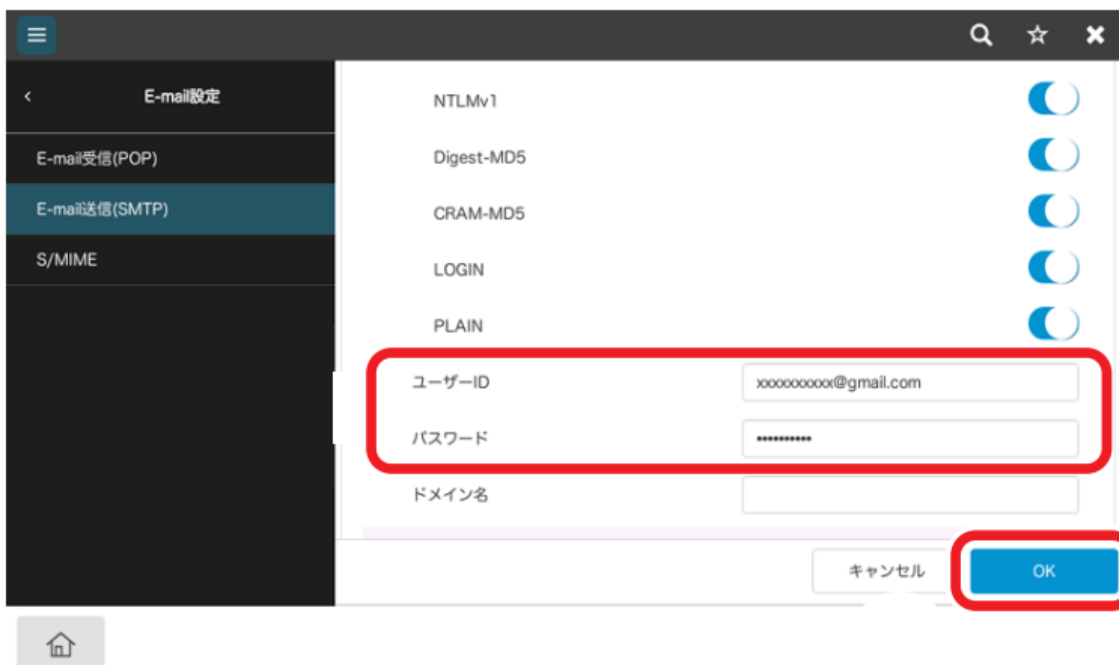 E-mail設定
E-mail受信(POP)
E-mail送信(SMTP)
S/MIME
NTLMv1
Digest-MD5
CRAM-MD5
LOGIN
PLAIN
ユーザーID xxxxxxxxxx@gmail.com
パスワード ••••••••••
ドメイン名
キャンセル OK